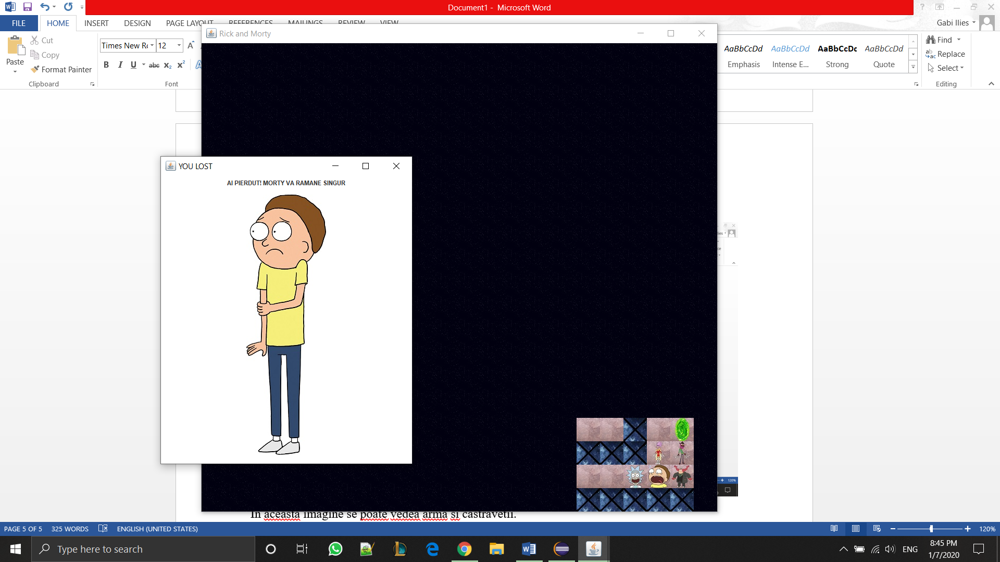 Document1 - Microsoft Word
FILE HOME INSERT DESIGN PAGE LAYOUT REFERENCES MAILINGS REVIEW VIEW
Gabi Ilies
Rick and Morty
Paste
Cut
Copy
Format Painter
Clipboard
Times New Ro 12
B I U abc X₂ X²
Font
AaBbCcDd AaBbCcDd AaBbCcDc AaBbCcDd
Emphasis Intense E... Strong Quote
Find
Replace
Select
Editing
YOU LOST
AI PIERDUT! MORTY VA RAMANE SINGUR
120%
In aceasta imagine se poate vedea arma si castravetii.
PAGE 5 OF 5 325 WORDS ENGLISH (UNITED STATES)
120%
Type here to search
ENG
8:45 PM
1/7/2020